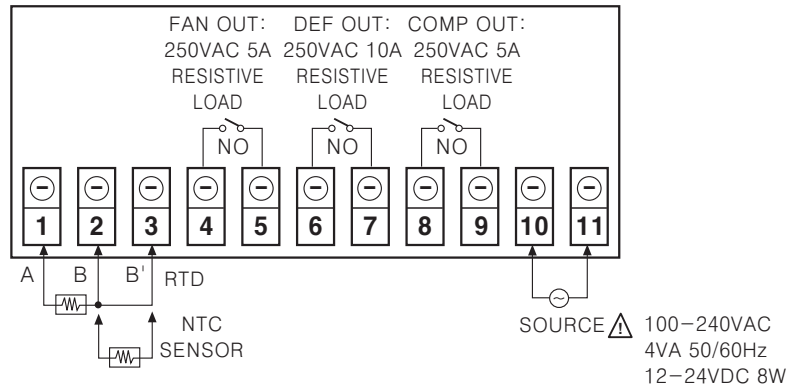 FAN OUT: DEF OUT: COMP OUT:
250VAC 5A 250VAC 10A 250VAC 5A
RESISTIVE RESISTIVE RESISTIVE
LOAD LOAD LOAD
NO NO NO
1 2 3 4 5 6 7 8 9 10 11
A B B' RTD
NTC
SENSOR
SOURCE ⚠ 100-240VAC
4VA 50/60Hz
12-24VDC 8W